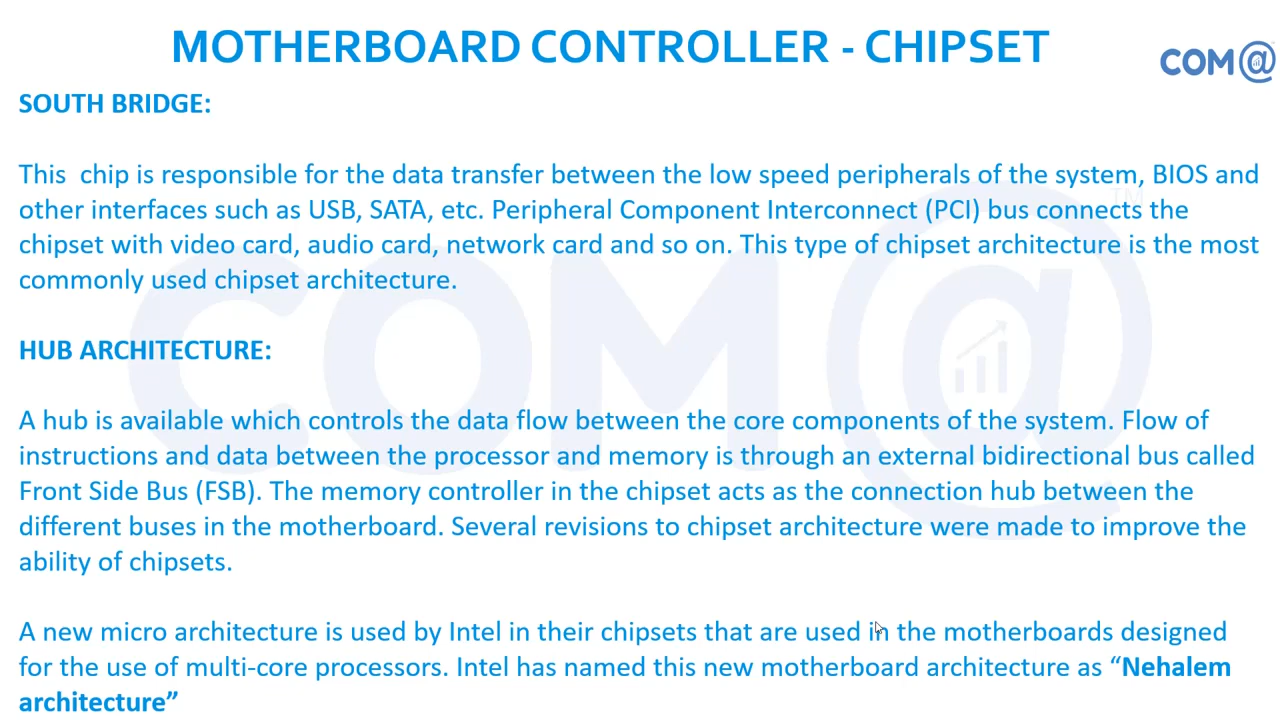 MOTHERBOARD CONTROLLER - CHIPSET
COM@
SOUTH BRIDGE:
This  chip is responsible for the data transfer between the low speed peripherals of the system, BIOS and
other interfaces such as USB, SATA, etc. Peripheral Component Interconnect (PCI) bus connects the
chipset with video card, audio card, network card and so on. This type of chipset architecture is the most
commonly used chipset architecture.
HUB ARCHITECTURE:
A hub is available which controls the data flow between the core components of the system. Flow of
instructions and data between the processor and memory is through an external bidirectional bus called
Front Side Bus (FSB). The memory controller in the chipset acts as the connection hub between the
different buses in the motherboard. Several revisions to chipset architecture were made to improve the
ability of chipsets.
A new micro architecture is used by Intel in their chipsets that are used in the motherboards designed
for the use of multi-core processors. Intel has named this new motherboard architecture as “Nehalem
architecture”
COM@ TM